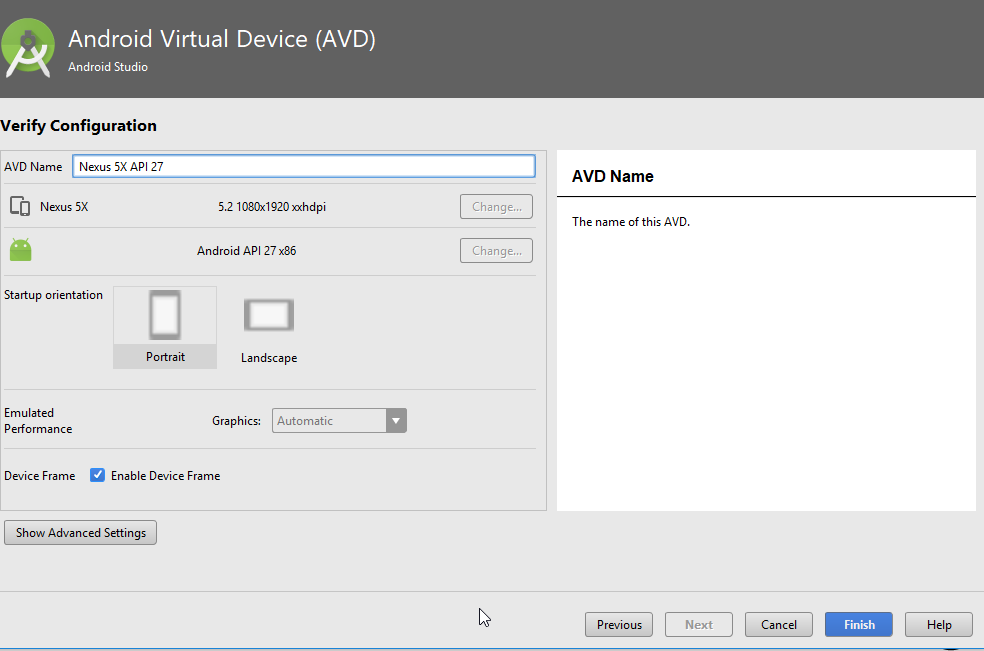 Android Virtual Device (AVD)
Android Studio
Verify Configuration
AVD Name Nexus 5X API 27
Nexus 5X 5.2 1080x1920 xxhdpi Change...
Android API 27 x86 Change...
Startup orientation
Portrait Landscape
Emulated
Performance Graphics: Automatic
Device Frame Enable Device Frame
Show Advanced Settings
AVD Name
The name of this AVD.
Previous Next Cancel Finish Help